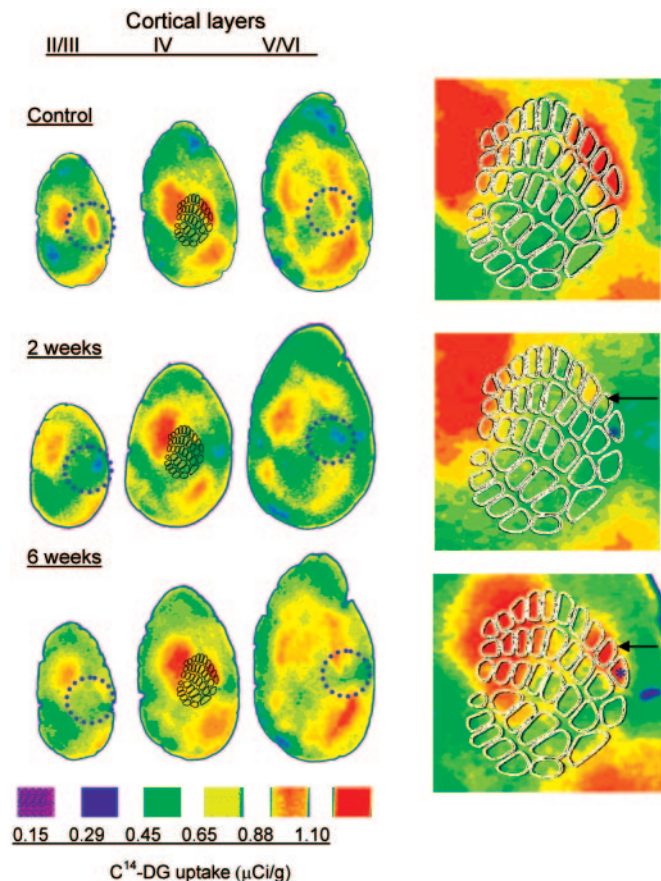 Cortical layers
II/III IV V/VI
Control
2 weeks
6 weeks
*
*
0.15 0.29 0.45 0.65 0.88 1.10
C14-DG uptake (μCi/g)